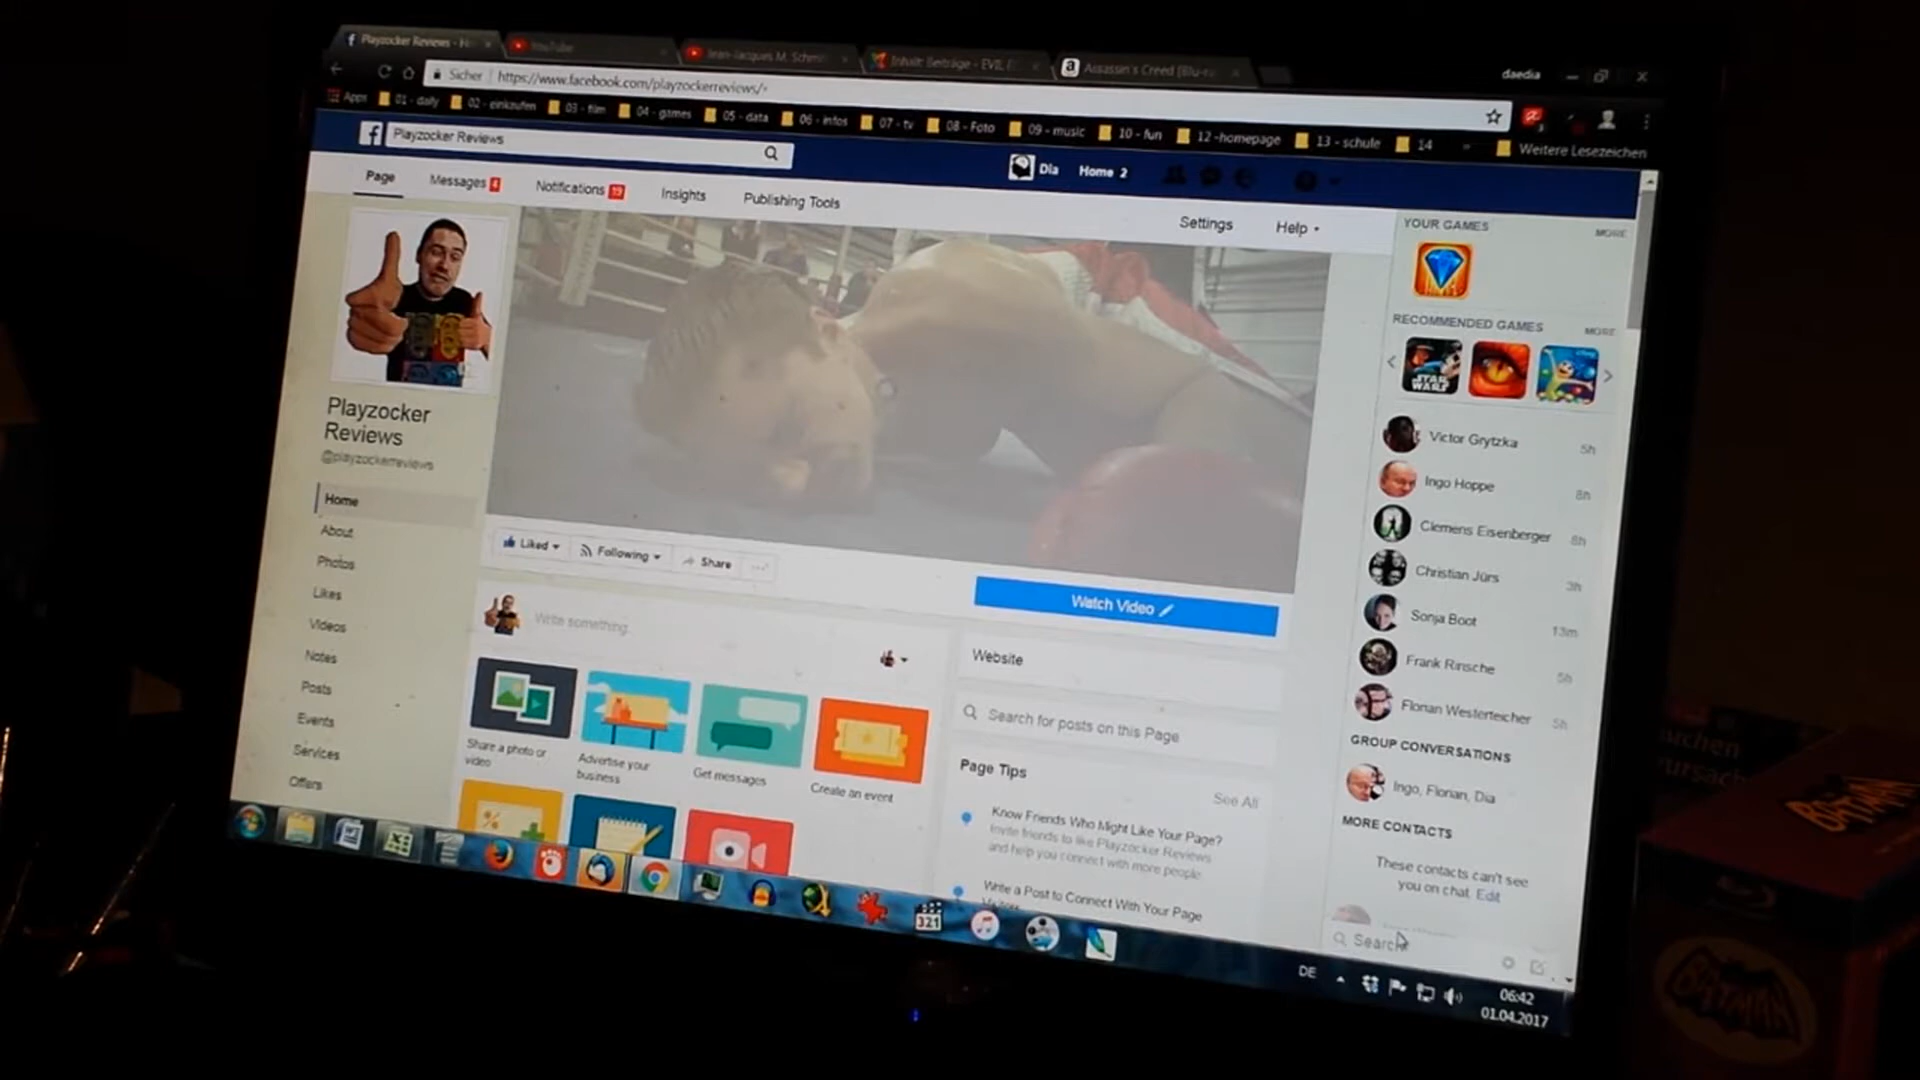 Playzocker Reviews - H
YouTube
Jean-Jacques M. Schm
Inhalt: Beiträge - EVIL
Assassin's Creed (Blu-ra
daedia
Sicher
https://www.facebook.com/playzockerreviews/
Apps
01 - daily
02 - einkaufen
03 - film
04 - games
05 - data
06 - infos
07 - tv
08 - Foto
09 - music
10 - fun
12 -homepage
13 - schule
14
Weitere Lesezeichen
Playzocker Reviews
Dia
Home 2
Page
Messages 4
Notifications 19
Insights
Publishing Tools
Settings
Help
YOUR GAMES
MORE
RECOMMENDED GAMES
MORE
STAR
WARS
Playzocker
Reviews
@playzockerreviews
Home
About
Photos
Likes
Videos
Notes
Posts
Events
Services
Offers
Liked
Following
Share
Watch Video
Write something
Share a photo or
video
Advertise your
business
Get messages
Create an event
Website
Search for posts on this Page
Page Tips
See All
Know Friends Who Might Like Your Page?
Invite friends to like Playzocker Reviews
and help you connect with more people
Write a Post to Connect With Your Page
Visitors
Victor Grytzka 5h
Ingo Hoppe 8h
Clemens Eisenberger 8h
Christian Jürs 3h
Sonja Boot 13m
Frank Rinsche 5h
Florian Westerteicher 5h
GROUP CONVERSATIONS
Ingo, Florian, Dia
MORE CONTACTS
These contacts can't see
you on chat. Edit
Search
321
DE
06:42
01.04.2017
BATMAN
BATMAN